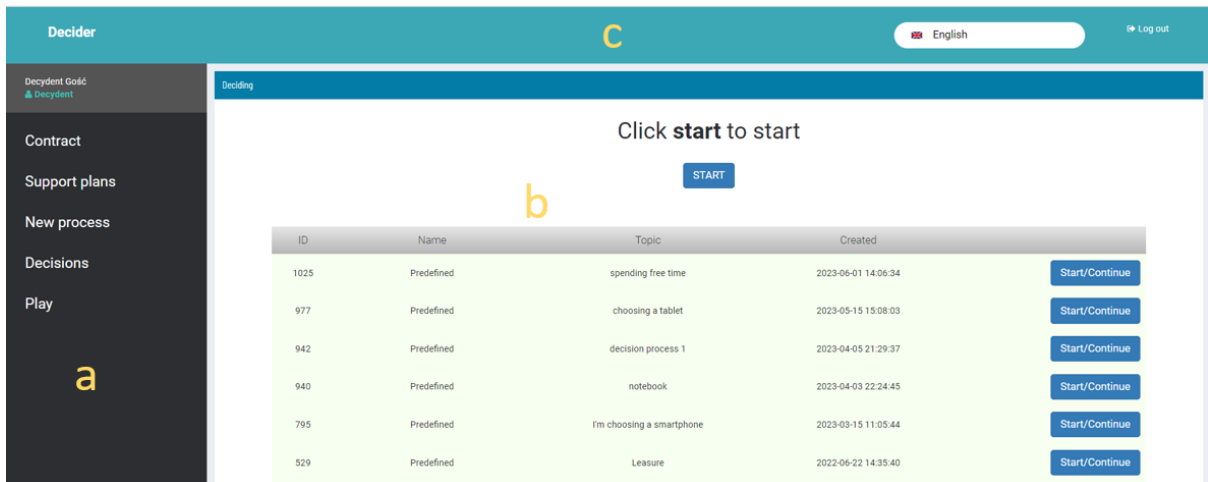 Decider
c
English
Log out
Decydent Gość
Decydent
Deciding
Contract
Support plans
New process
Decisions
Play
a
Click start to start
START
b
ID Name Topic Created
1025 Predefined spending free time 2023-06-01 14:06:34 Start/Continue
977 Predefined choosing a tablet 2023-05-15 15:08:03 Start/Continue
942 Predefined decision process 1 2023-04-05 21:29:37 Start/Continue
940 Predefined notebook 2023-04-03 22:24:45 Start/Continue
795 Predefined I'm choosing a smartphone 2023-03-15 11:05:44 Start/Continue
529 Predefined Leasure 2022-06-22 14:35:40 Start/Continue